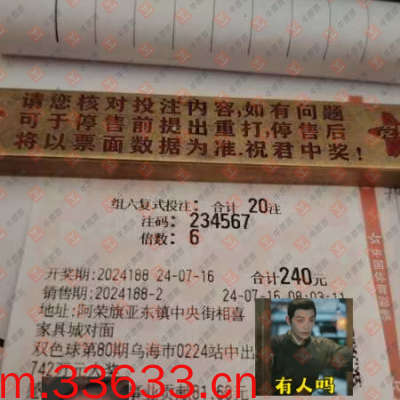 请您核对投注内容,如有问题
可于停售前提出重打,停售后
将以票面数据为准.祝君中奖!
组六复式投注: 合计 20注
注码: 234567
倍数: 6
开奖期:2024188 24-07-16 合计240元
销售期:2024188-2 24-07-16 08:03:11
地址:阿荣旗亚东镇中央街相喜
家具城对面
双色球第80期乌海市0224站中出
742
m.33633.cn
有人吗